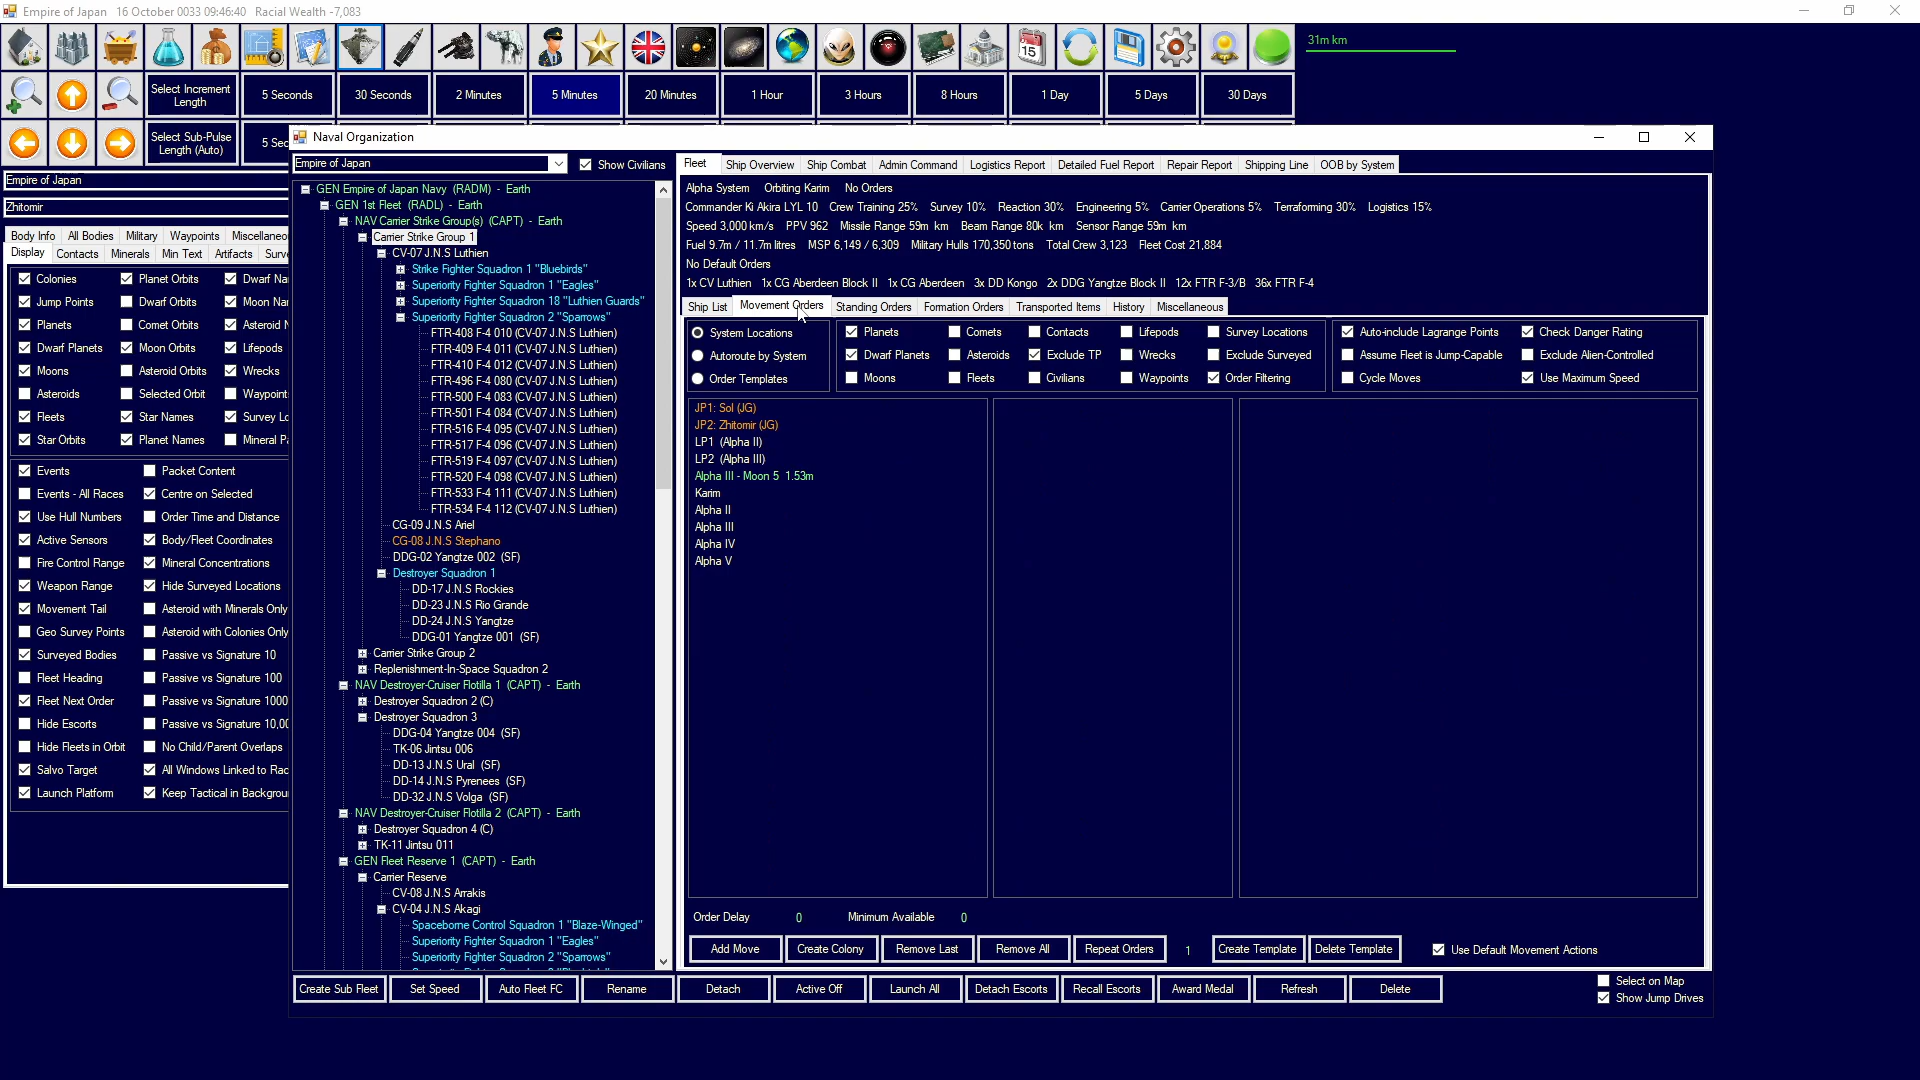 Empire of Japan   16 October 0033 09:46:40   Racial Wealth -7,083
31m km
15
Select Increment Length
5 Seconds
30 Seconds
2 Minutes
5 Minutes
20 Minutes
1 Hour
3 Hours
8 Hours
1 Day
5 Days
30 Days
Select Sub-Pulse Length (Auto)
5 Sec
Empire of Japan
Zhitomir
Body Info   All Bodies   Military   Waypoints   Miscellaneou
Display   Contacts   Minerals   Min Text   Artifacts   Surve
Colonies   Planet Orbits   Dwarf Na
Jump Points   Dwarf Orbits   Moon Na
Planets   Comet Orbits   Asteroid N
Dwarf Planets   Moon Orbits   Lifepods
Moons   Asteroid Orbits   Wrecks
Asteroids   Selected Orbit   Waypoint
Fleets   Star Names   Survey Lo
Star Orbits   Planet Names   Mineral Pa
Events   Packet Content
Events - All Races   Centre on Selected
Use Hull Numbers   Order Time and Distance
Active Sensors   Body/Fleet Coordinates
Fire Control Range   Mineral Concentrations
Weapon Range   Hide Surveyed Locations
Movement Tail   Asteroid with Minerals Only
Geo Survey Points   Asteroid with Colonies Only
Surveyed Bodies   Passive vs Signature 10
Fleet Heading   Passive vs Signature 100
Fleet Next Order   Passive vs Signature 1000
Hide Escorts   Passive vs Signature 10,00
Hide Fleets in Orbit   No Child/Parent Overlaps
Salvo Target   All Windows Linked to Rac
Launch Platform   Keep Tactical in Backgrou
Naval Organization
Empire of Japan   Show Civilians
GEN Empire of Japan Navy (RADM) - Earth
GEN 1st Fleet (RADL) - Earth
NAV Carrier Strike Group(s) (CAPT) - Earth
Carrier Strike Group 1
CV-07 J.N.S Luthien
Strike Fighter Squadron 1 "Bluebirds"
Superiority Fighter Squadron 1 "Eagles"
Superiority Fighter Squadron 18 "Luthien Guards"
Superiority Fighter Squadron 2 "Sparrows"
FTR-408 F-4 010 (CV-07 J.N.S Luthien)
FTR-409 F-4 011 (CV-07 J.N.S Luthien)
FTR-410 F-4 012 (CV-07 J.N.S Luthien)
FTR-496 F-4 080 (CV-07 J.N.S Luthien)
FTR-500 F-4 083 (CV-07 J.N.S Luthien)
FTR-501 F-4 084 (CV-07 J.N.S Luthien)
FTR-516 F-4 095 (CV-07 J.N.S Luthien)
FTR-517 F-4 096 (CV-07 J.N.S Luthien)
FTR-519 F-4 097 (CV-07 J.N.S Luthien)
FTR-520 F-4 098 (CV-07 J.N.S Luthien)
FTR-533 F-4 111 (CV-07 J.N.S Luthien)
FTR-534 F-4 112 (CV-07 J.N.S Luthien)
CG-09 J.N.S Ariel
CG-08 J.N.S Stephano
DDG-02 Yangtze 002 (SF)
Destroyer Squadron 1
DD-17 J.N.S Rockies
DD-23 J.N.S Rio Grande
DD-24 J.N.S Yangtze
DDG-01 Yangtze 001 (SF)
Carrier Strike Group 2
Replenishment-In-Space Squadron 2
NAV Destroyer-Cruiser Flotilla 1 (CAPT) - Earth
Destroyer Squadron 2 (C)
Destroyer Squadron 3
DDG-04 Yangtze 004 (SF)
TK-06 Jintsu 006
DD-13 J.N.S Ural (SF)
DD-14 J.N.S Pyrenees (SF)
DD-32 J.N.S Volga (SF)
NAV Destroyer-Cruiser Flotilla 2 (CAPT) - Earth
Destroyer Squadron 4 (C)
TK-11 Jintsu 011
GEN Fleet Reserve 1 (CAPT) - Earth
Carrier Reserve
CV-08 J.N.S Arrakis
CV-04 J.N.S Akagi
Spaceborne Control Squadron 1 "Blaze-Winged"
Superiority Fighter Squadron 1 "Eagles"
Superiority Fighter Squadron 2 "Sparrows"
Fleet   Ship Overview   Ship Combat   Admin Command   Logistics Report   Detailed Fuel Report   Repair Report   Shipping Line   OOB by System
Alpha System   Orbiting Karim   No Orders
Commander Ki Akira LYL 10   Crew Training 25%   Survey 10%   Reaction 30%   Engineering 5%   Carrier Operations 5%   Terraforming 30%   Logistics 15%
Speed 3,000 km/s   PPV 962   Missile Range 59m km   Beam Range 80k km   Sensor Range 59m km
Fuel 9.7m / 11.7m litres   MSP 6,149 / 6,309   Military Hulls 170,350 tons   Total Crew 3,123   Fleet Cost 21,884
No Default Orders
1x CV Luthien   1x CG Aberdeen Block II   1x CG Aberdeen   3x DD Kongo   2x DDG Yangtze Block II   12x FTR F-3/B   36x FTR F-4
Ship List   Movement Orders   Standing Orders   Formation Orders   Transported Items   History   Miscellaneous
System Locations   Planets   Comets   Contacts   Lifepods   Survey Locations   Auto-include Lagrange Points   Check Danger Rating
Autoroute by System   Dwarf Planets   Asteroids   Exclude TP   Wrecks   Exclude Surveyed   Assume Fleet is Jump-Capable   Exclude Alien-Controlled
Order Templates   Moons   Fleets   Civilians   Waypoints   Order Filtering   Cycle Moves   Use Maximum Speed
JP1: Sol (JG)
JP2: Zhitomir (JG)
LP1 (Alpha II)
LP2 (Alpha III)
Alpha III - Moon 5  1.53m
Karim
Alpha II
Alpha III
Alpha IV
Alpha V
Order Delay   0   Minimum Available   0
Add Move   Create Colony   Remove Last   Remove All   Repeat Orders   1   Create Template   Delete Template   Use Default Movement Actions
Create Sub Fleet   Set Speed   Auto Fleet FC   Rename   Detach   Active Off   Launch All   Detach Escorts   Recall Escorts   Award Medal   Refresh   Delete
Select on Map
Show Jump Drives